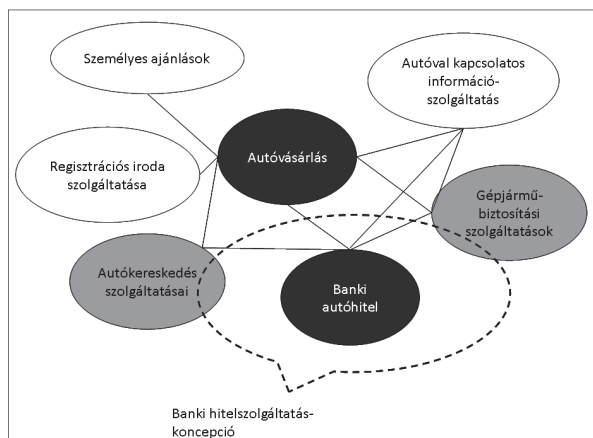 Személyes ajánlások
Autóval kapcsolatos
információ-
szolgáltatás
Autóvásárlás
Regisztrációs iroda
szolgáltatása
Gépjármű-
biztosítási
szolgáltatások
Autókereskedés
szolgáltatásai
Banki
autóhitel
Banki hitelszolgáltatás-
koncepció